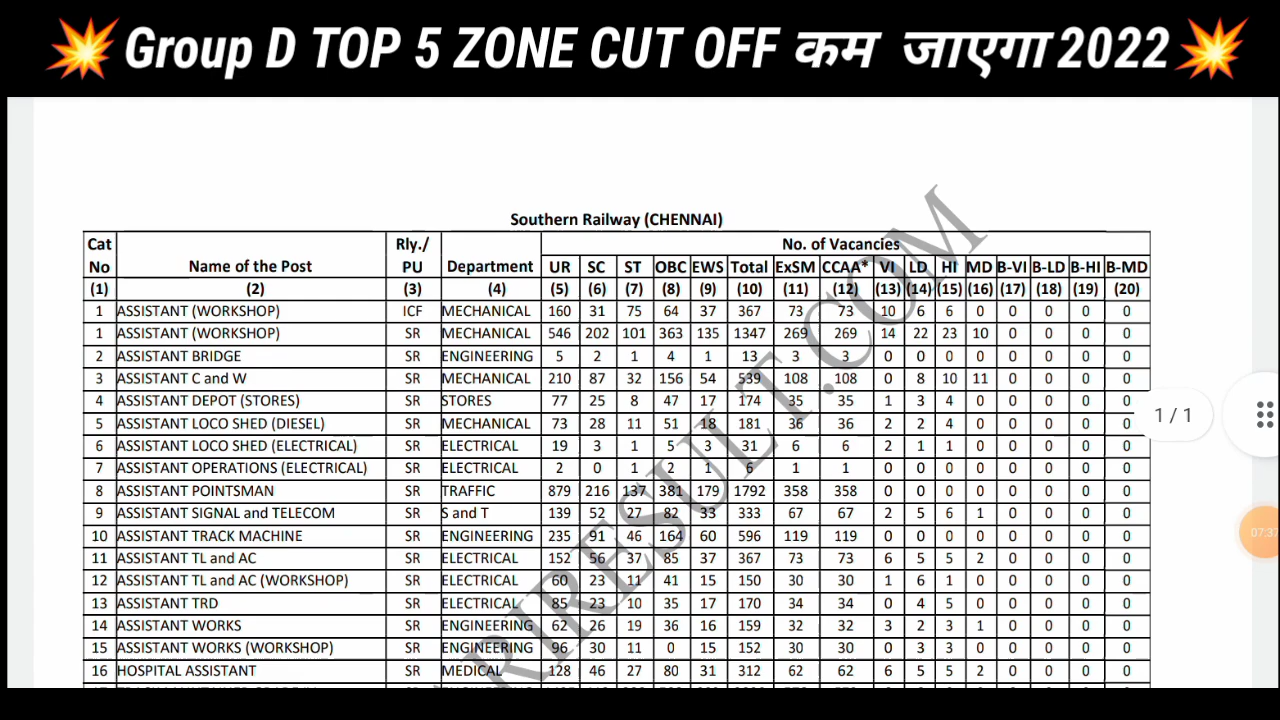 💥Group D TOP 5 ZONE CUT OFF कम जाएगा 2022💥
Southern Railway (CHENNAI)
Cat No Name of the Post Rly./ PU Department No. of Vacancies
UR SC ST OBC EWS Total ExSM CCAA* VI LD HI MD B-VI B-LD B-HI B-MD
(1) (2) (3) (4) (5) (6) (7) (8) (9) (10) (11) (12) (13) (14) (15) (16) (17) (18) (19) (20)
1 ASSISTANT (WORKSHOP) ICF MECHANICAL 160 31 75 64 37 367 73 73 10 6 6 0 0 0 0 0
1 ASSISTANT (WORKSHOP) SR MECHANICAL 546 202 101 363 135 1347 269 269 14 22 23 10 0 0 0 0
2 ASSISTANT BRIDGE SR ENGINEERING 5 2 1 4 1 13 3 3 0 0 0 0 0 0 0 0
3 ASSISTANT C and W SR MECHANICAL 210 87 32 156 54 539 108 108 0 8 10 11 0 0 0 0
4 ASSISTANT DEPOT (STORES) SR STORES 77 25 8 47 17 174 35 35 1 3 4 0 0 0 0 0
5 ASSISTANT LOCO SHED (DIESEL) SR MECHANICAL 73 28 11 51 18 181 36 36 2 2 4 0 0 0 0 0
6 ASSISTANT LOCO SHED (ELECTRICAL) SR ELECTRICAL 19 3 1 5 3 31 6 6 2 1 1 0 0 0 0 0
7 ASSISTANT OPERATIONS (ELECTRICAL) SR ELECTRICAL 2 0 1 2 1 6 1 1 0 0 0 0 0 0 0 0
8 ASSISTANT POINTSMAN SR TRAFFIC 879 216 137 381 179 1792 358 358 0 0 0 0 0 0 0 0
9 ASSISTANT SIGNAL and TELECOM SR S and T 139 52 27 82 33 333 67 67 2 5 6 1 0 0 0 0
10 ASSISTANT TRACK MACHINE SR ENGINEERING 235 91 46 164 60 596 119 119 0 0 0 0 0 0 0 0
11 ASSISTANT TL and AC SR ELECTRICAL 152 56 37 85 37 367 73 73 6 5 5 2 0 0 0 0
12 ASSISTANT TL and AC (WORKSHOP) SR ELECTRICAL 60 23 11 41 15 150 30 30 1 6 1 0 0 0 0 0
13 ASSISTANT TRD SR ELECTRICAL 85 23 10 35 17 170 34 34 0 4 5 0 0 0 0 0
14 ASSISTANT WORKS SR ENGINEERING 62 26 19 36 16 159 32 32 3 2 3 1 0 0 0 0
15 ASSISTANT WORKS (WORKSHOP) SR ENGINEERING 96 30 11 0 15 152 30 30 0 3 3 0 0 0 0 0
16 HOSPITAL ASSISTANT SR MEDICAL 128 46 27 80 31 312 62 62 6 5 5 2 0 0 0 0
1 / 1
RIRESULT.COM